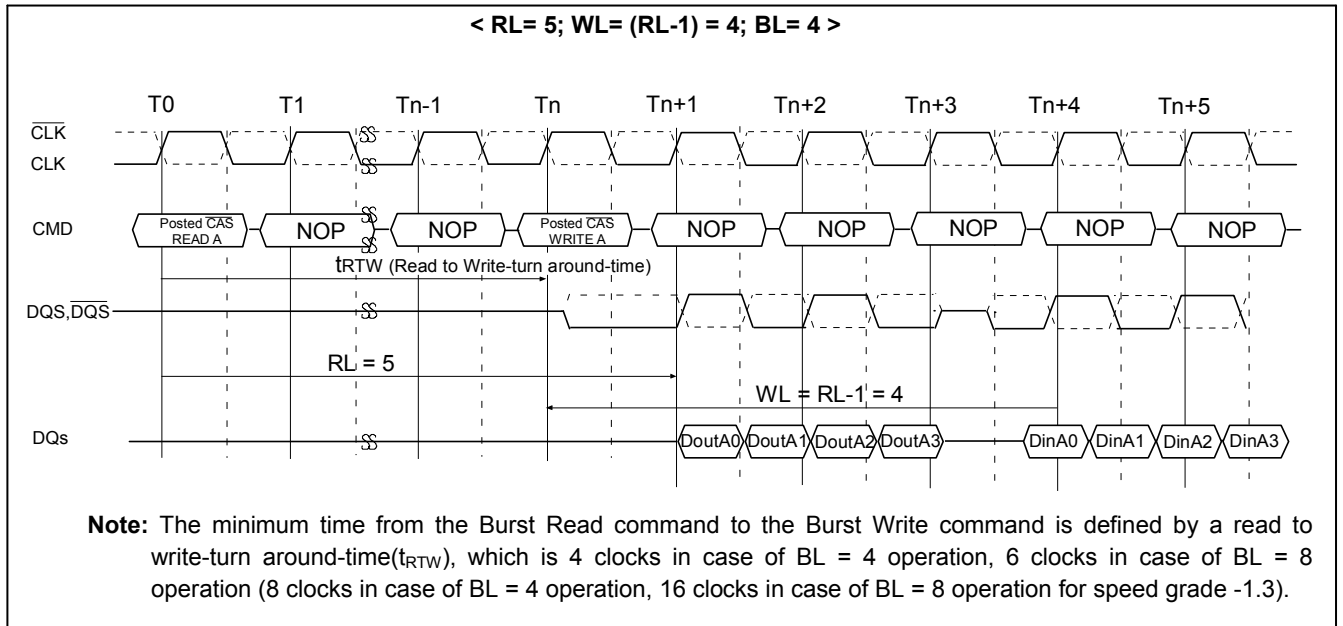 < RL= 5; WL= (RL-1) = 4; BL= 4 >
T0 T1 Tn-1 Tn Tn+1 Tn+2 Tn+3 Tn+4 Tn+5
CLK
CLK
CMD
Posted CAS
READ A
NOP
NOP
Posted CAS
WRITE A
NOP
NOP
NOP
NOP
NOP
tRTW (Read to Write-turn around-time)
DQS,DQS
RL = 5
WL = RL-1 = 4
DQs
DoutA0 DoutA1 DoutA2 DoutA3 DinA0 DinA1 DinA2 DinA3
Note: The minimum time from the Burst Read command to the Burst Write command is defined by a read to
write-turn around-time(tRTW), which is 4 clocks in case of BL = 4 operation, 6 clocks in case of BL = 8
operation (8 clocks in case of BL = 4 operation, 16 clocks in case of BL = 8 operation for speed grade -1.3).